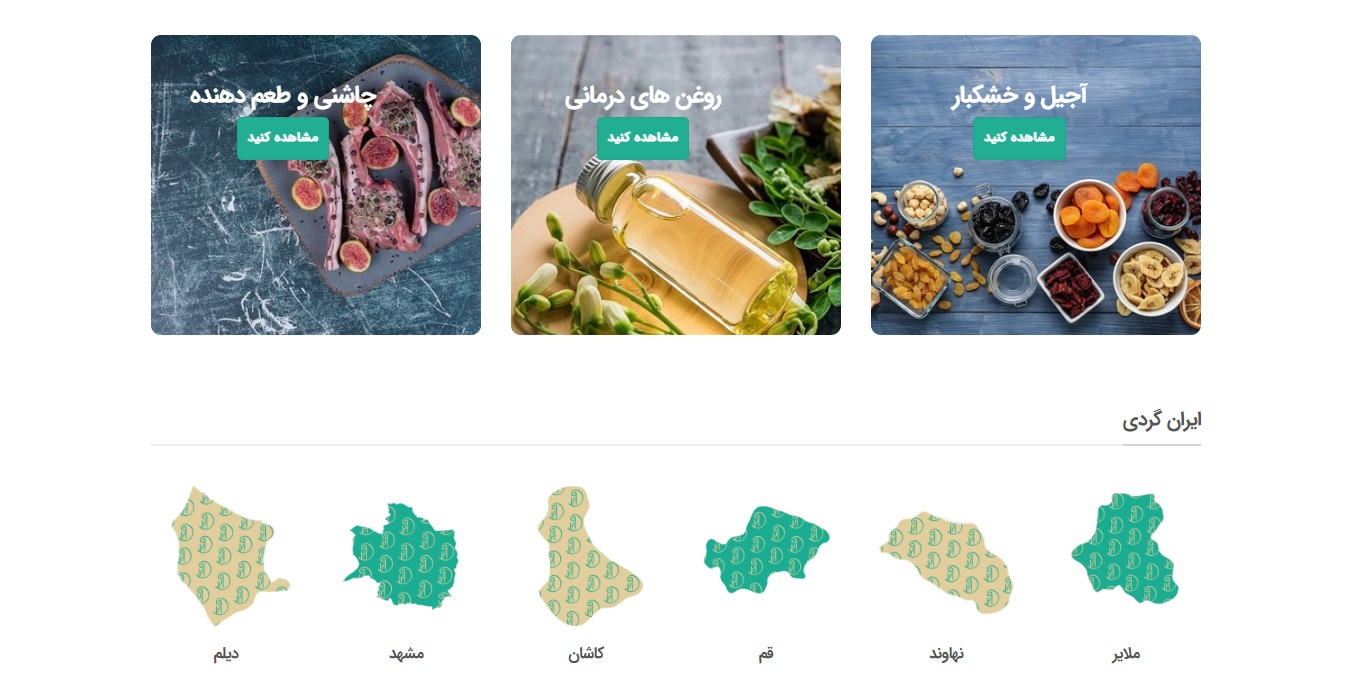 آجیل و خشکبار
مشاهده کنید
روغن های درمانی
مشاهده کنید
چاشنی و طعم دهنده
مشاهده کنید
ایران گردی
ملایر
نهاوند
قم
کاشان
مشهد
دیلم